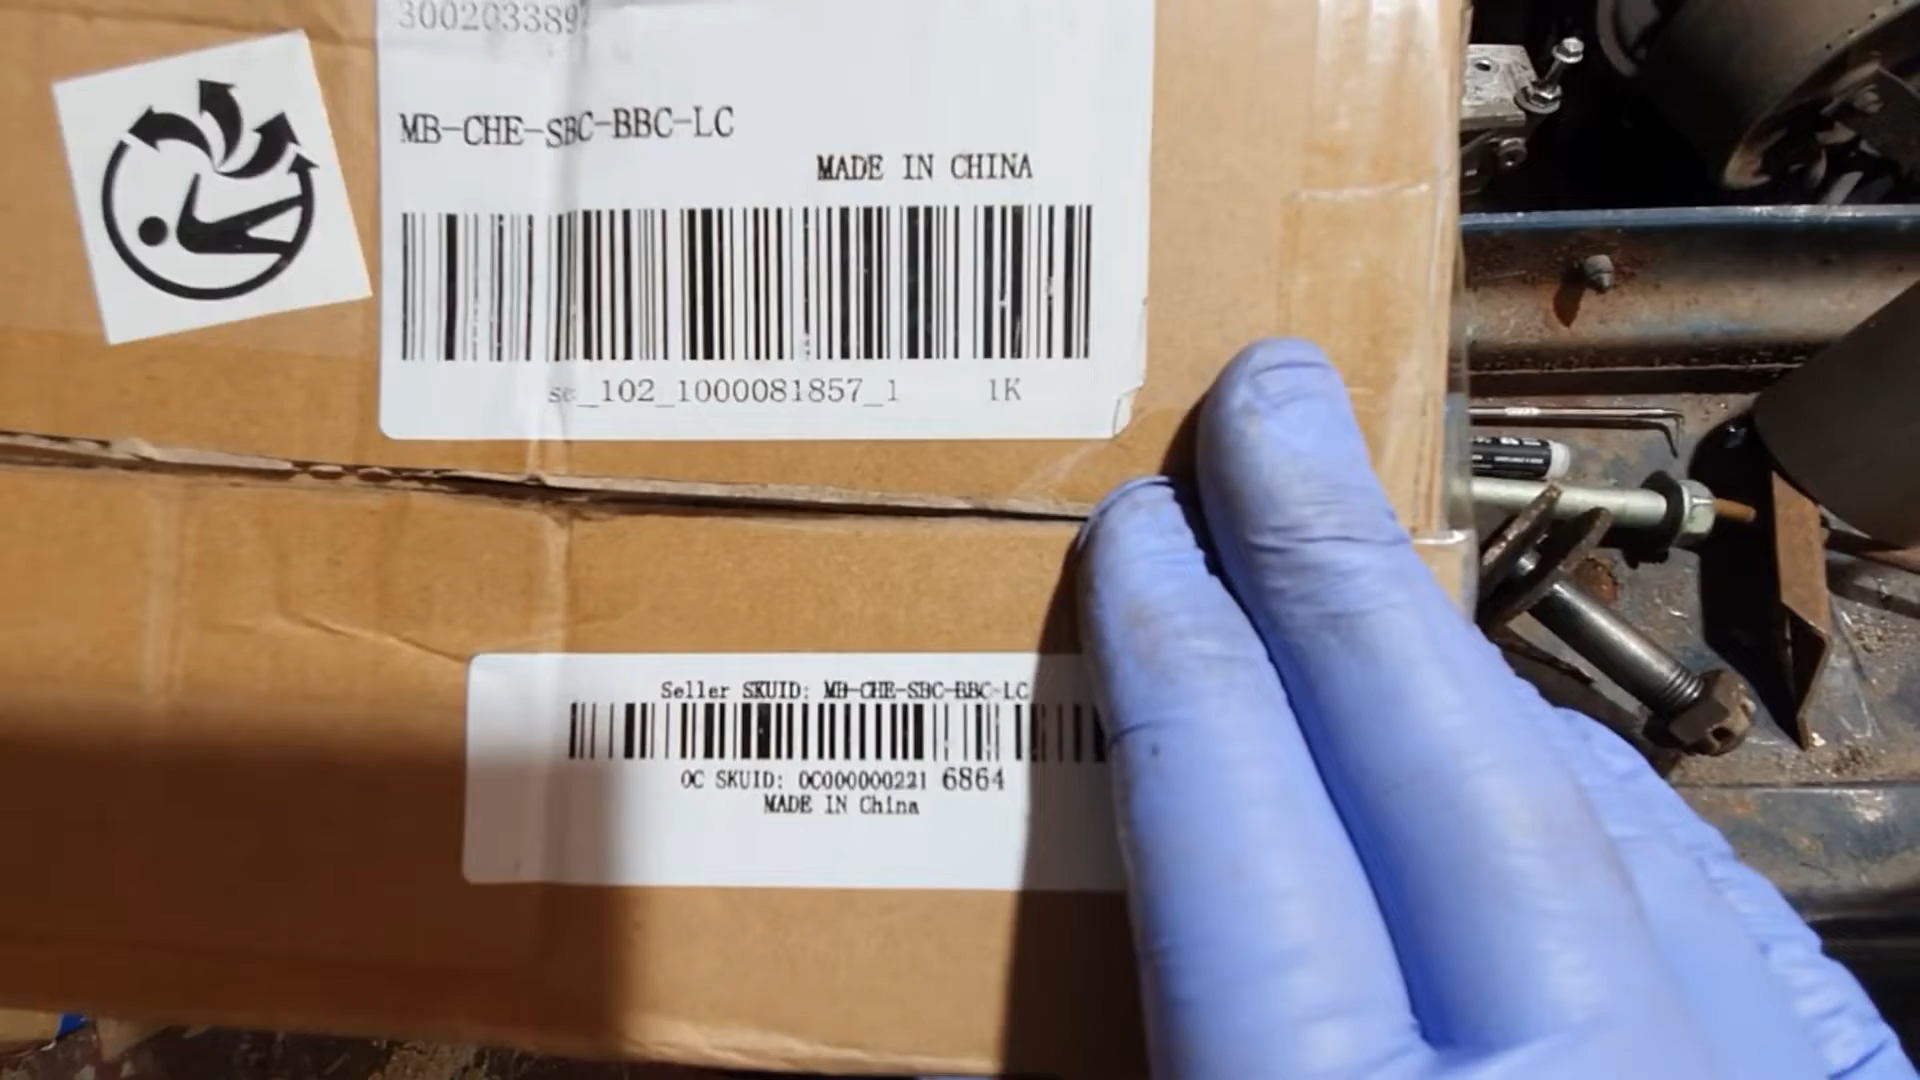 300203389
MB-CHE-SBC-BBC-LC
MADE IN CHINA
se_102_1000081857_1 1K
Seller SKUID: MB-CHE-SBC-BBC-LC
OC SKUID: OC000000221 6864
MADE IN China